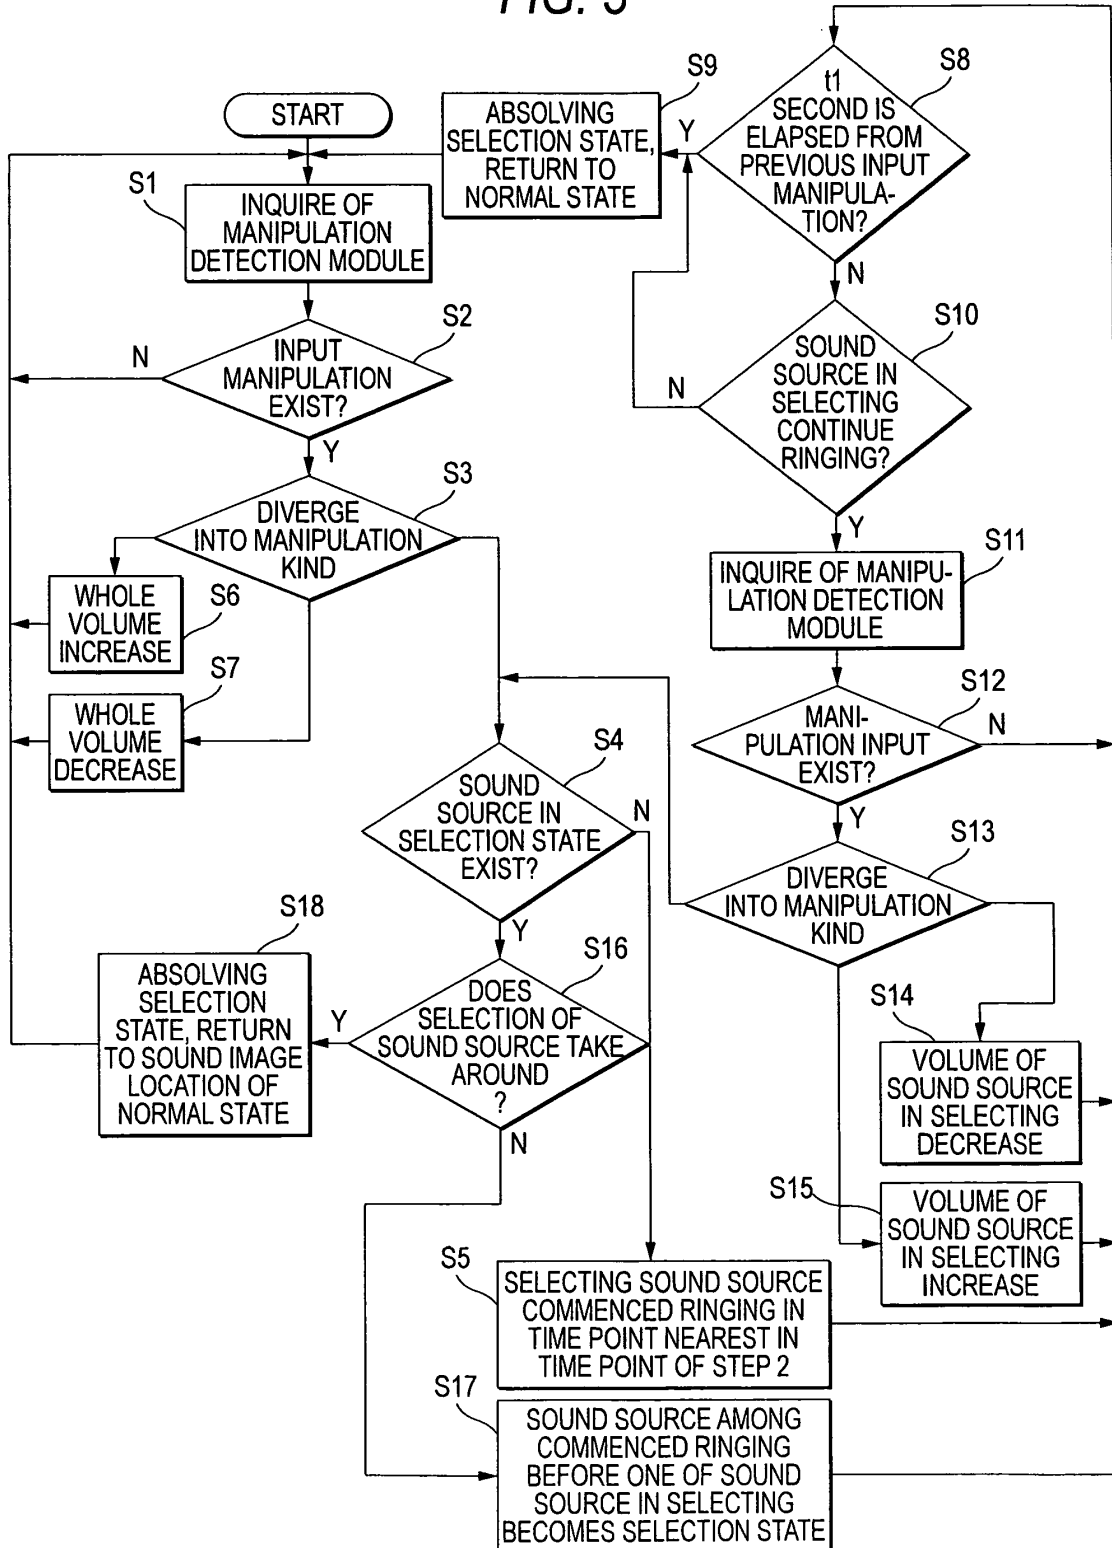 FIG.
START
S1
INQUIRE OF
MANIPULATION
DETECTION MODULE
S2
INPUT
MANIPULATION
EXIST?
N
Y
S3
DIVERGE
INTO MANIPULATION
KIND
WHOLE
VOLUME
INCREASE
S6
WHOLE
VOLUME
DECREASE
S7
S4
SOUND
SOURCE IN
SELECTION STATE
EXIST?
N
Y
S16
DOES
SELECTION OF
SOUND SOURCE TAKE
AROUND
?
Y
N
S18
ABSOLVING
SELECTION
STATE, RETURN
TO SOUND IMAGE
LOCATION OF
NORMAL STATE
S5
SELECTING SOUND SOURCE
COMMENCED RINGING IN
TIME POINT NEAREST IN
TIME POINT OF STEP 2
S17
SOUND SOURCE AMONG
COMMENCED RINGING
BEFORE ONE OF SOUND
SOURCE IN SELECTING
BECOMES SELECTION STATE
S9
ABSOLVING
SELECTION STATE,
RETURN TO
NORMAL STATE
S8
t1
SECOND IS
ELAPSED FROM
PREVIOUS INPUT
MANIPULA-
TION?
Y
N
S10
SOUND
SOURCE IN
SELECTING
CONTINUE
RINGING?
N
Y
S11
INQUIRE OF MANIPU-
LATION DETECTION
MODULE
S12
MANI-
PULATION INPUT
EXIST?
N
Y
S13
DIVERGE
INTO MANIPULATION
KIND
S14
VOLUME OF
SOUND SOURCE
IN SELECTING
DECREASE
S15
VOLUME OF
SOUND SOURCE
IN SELECTING
INCREASE